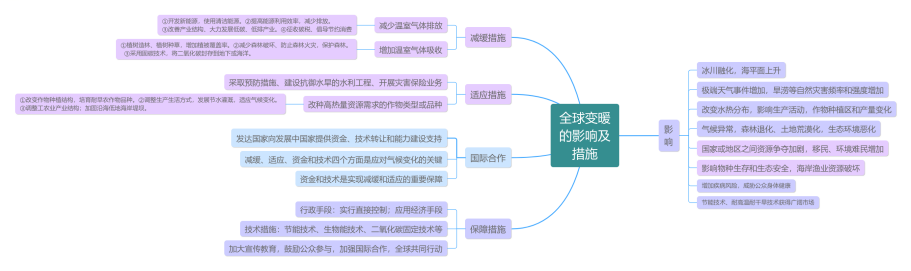 ①开发新能源，使用清洁能源。②提高能源利用效率，减少排放。
③改善产业结构，大力发展低碳、低排产业。④征收碳税，倡导节约消费
减少温室气体排放
①植树造林，植树种草，增加植被覆盖率。②减少森林破坏，防止森林火灾，保护森林。
③采用固碳技术，将二氧化碳封存到地下或海洋。
增加温室气体吸收
减缓措施
采取预防措施，建设抗御水旱的水利工程，开展灾害保险业务
①改变作物种植结构，培育耐旱农作物品种。②调整生产生活方式，发展节水灌溉，适应气候变化。
③调整工农业产业结构；加固沿海低地海岸堤坝。
改种高热量资源需求的作物类型或品种
适应措施
发达国家向发展中国家提供资金、技术转让和能力建设支持
减缓、适应、资金和技术四个方面是应对气候变化的关键
资金和技术是实现减缓和适应的重要保障
国际合作
行政手段：实行直接控制；应用经济手段
技术措施：节能技术、生物能技术、二氧化碳固定技术等
加大宣传教育，鼓励公众参与，加强国际合作，全球共同行动
保障措施
全球变暖
的影响及
措施
影
响
冰川融化，海平面上升
极端天气事件增加，旱涝等自然灾害频率和强度增加
改变水热分布，影响生产活动，作物种植区和产量变化
气候异常，森林退化、土地荒漠化，生态环境恶化
国家或地区之间资源争夺加剧，移民、环境难民增加
影响物种生存和生态安全，海岸渔业资源破坏
增加疾病风险，威胁公众身体健康
节能技术、耐高温耐干旱技术获得广阔市场